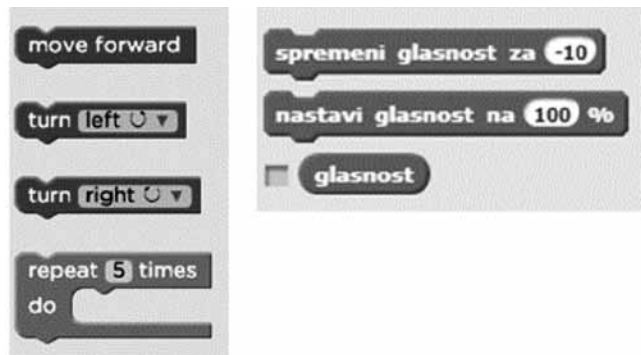 move forward
turn left ↺ ▼
turn right ↻ ▼
repeat 5 times
do
spremeni glasnost za -10
nastavi glasnost na 100 %
glasnost